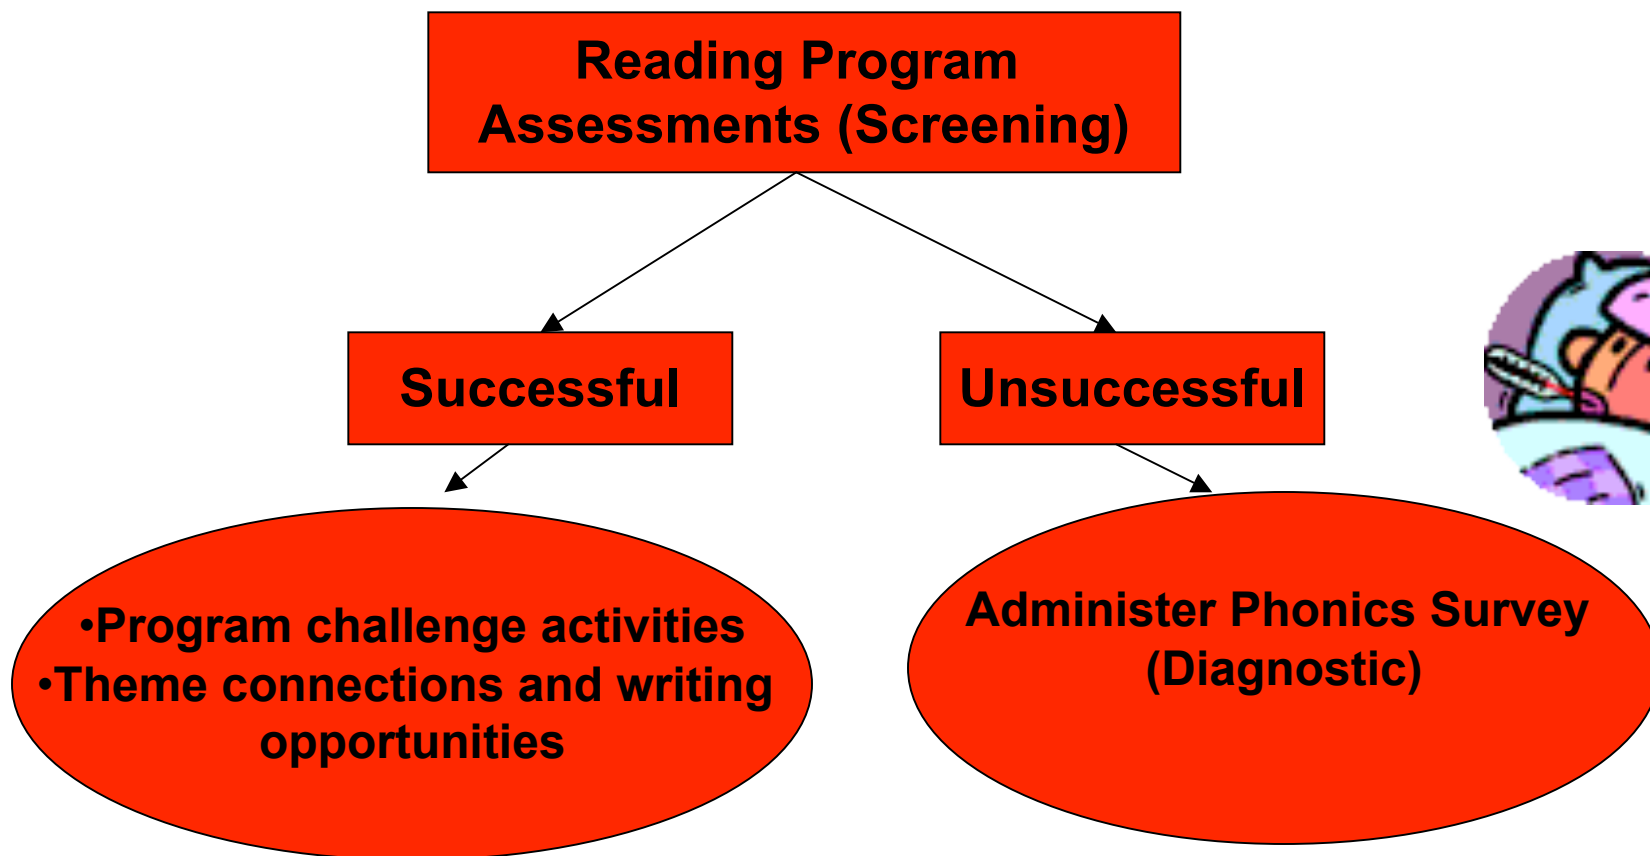 Reading Program
Assessments (Screening)
Successful
Unsuccessful
•Program challenge activities
•Theme connections and writing
opportunities
Administer Phonics Survey
(Diagnostic)